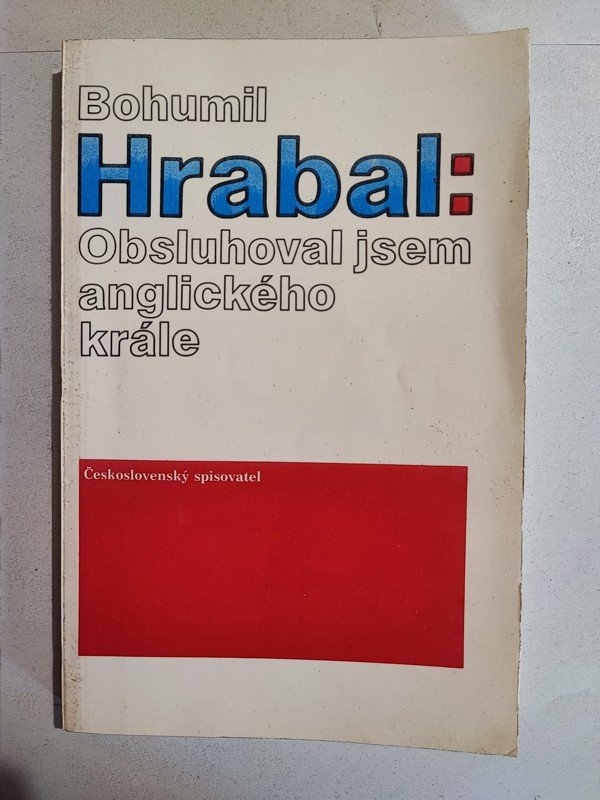 Bohumil
Hrabal:
Obsluhoval jsem
anglického
krále
Československý spisovatel